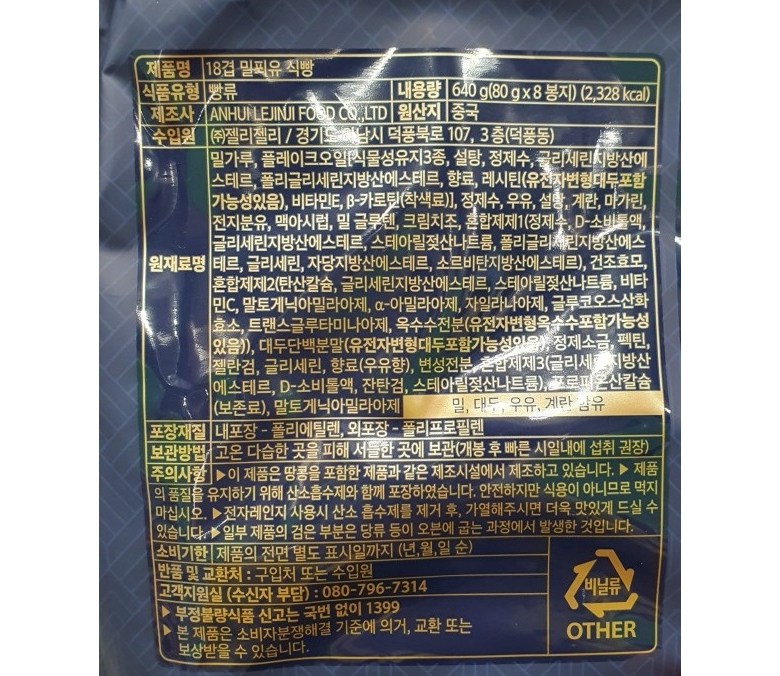 제품명 18겹 밀피유 식빵
식품유형 빵류 내용량 640 g(80 g x 8 봉지) (2,328 kcal)
제조사 ANHUI LEJINJI FOOD CO.,LTD 원산지 중국
수입원 ㈜젤리젤리 / 경기도 하남시 덕풍북로 107, 3 층(덕풍동)
밀가루, 플레이크오일[식물성유지3종, 설탕, 정제수, 글리세린지방산에
스테르, 폴리글리세린지방산에스테르, 향료, 레시틴(유전자변형대두포함
가능성있음), 비타민E, β-카로틴(착색료)], 정제수, 우유, 설탕, 계란, 마가린,
전지분유, 맥아시럽, 밀 글루텐, 크림치즈, 혼합제제1(정제수, D-소비톨액,
글리세린지방산에스테르, 스테아릴젖산나트륨, 폴리글리세린지방산에스
원재료명 테르, 글리세린, 자당지방산에스테르, 소르비탄지방산에스테르), 건조효모,
혼합제제2(탄산칼슘, 글리세린지방산에스테르, 스테아릴젖산나트륨, 비타
민C, 말토게닉아밀라아제, α-아밀라아제, 자일라나아제, 글루코오스산화
효소, 트랜스글루타미나아제, 옥수수전분(유전자변형옥수수포함가능성
있음)), 대두단백분말(유전자변형대두포함가능성있음), 정제소금, 펙틴,
젤란검, 글리세린, 향료(우유향), 변성전분, 혼합제제3(글리세린지방산
에스테르, D-소비톨액, 잔탄검, 스테아릴젖산나트륨), 프로피온산칼슘
(보존료), 말토게닉아밀라아제 밀, 대두, 우유, 계란 함유
포장재질 내포장 - 폴리에틸렌, 외포장 - 폴리프로필렌
보관방법 고온 다습한 곳을 피해 서늘한 곳에 보관(개봉 후 빠른 시일내에 섭취 권장)
주의사항 ▶이 제품은 땅콩을 포함한 제품과 같은 제조시설에서 제조하고 있습니다. ▶ 제품
의 품질을 유지하기 위해 산소흡수제와 함께 포장하였습니다. 안전하지만 식용이 아니므로 먹지
마십시오. ▶전자레인지 사용시 산소 흡수제를 제거 후, 가열해주시면 더욱 맛있게 드실 수
있습니다. ▶일부 제품의 검은 부분은 당류 등이 오븐에 굽는 과정에서 발생한 것입니다.
소비기한 제품의 전면 별도 표시일까지 (년,월,일 순)
반품 및 교환처 : 구입처 또는 수입원
고객지원실 (수신자 부담) : 080-796-7314
▶ 부정불량식품 신고는 국번 없이 1399
▶ 본 제품은 소비자분쟁해결 기준에 의거, 교환 또는
보상받을 수 있습니다.
비닐류
OTHER